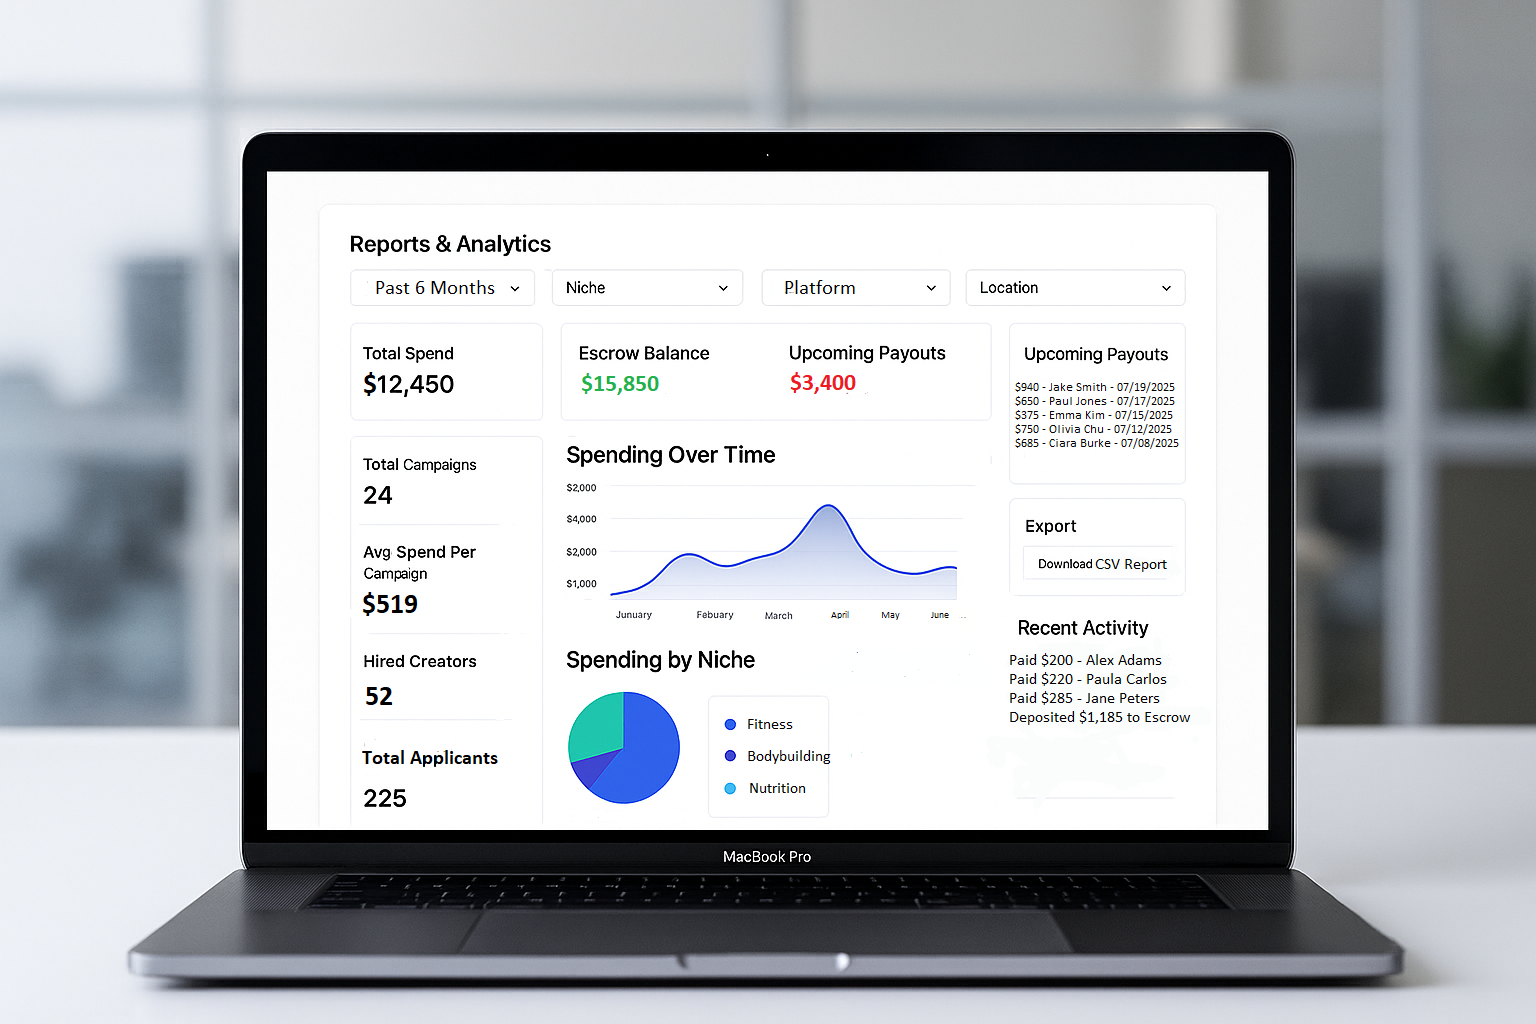 Reports & Analytics
Past 6 Months
Niche
Platform
Location
Total Spend
$12,450
Escrow Balance
$15,850
Upcoming Payouts
$3,400
Upcoming Payouts
$940 - Jake Smith - 07/19/2025
$650 - Paul Jones - 07/17/2025
$375 - Emma Kim - 07/15/2025
$750 - Olivia Chu - 07/12/2025
$685 - Ciara Burke - 07/08/2025
Total Campaigns
24
Avg Spend Per
Campaign
$519
Hired Creators
52
Total Applicants
225
Spending Over Time
$2,000
$4,000
$2,000
$1,000
Junuary
Febuary
March
April
May
June
Spending by Niche
Fitness
Bodybuilding
Nutrition
Export
Download CSV Report
Recent Activity
Paid $200 - Alex Adams
Paid $220 - Paula Carlos
Paid $285 - Jane Peters
Deposited $1,185 to Escrow
MacBook Pro